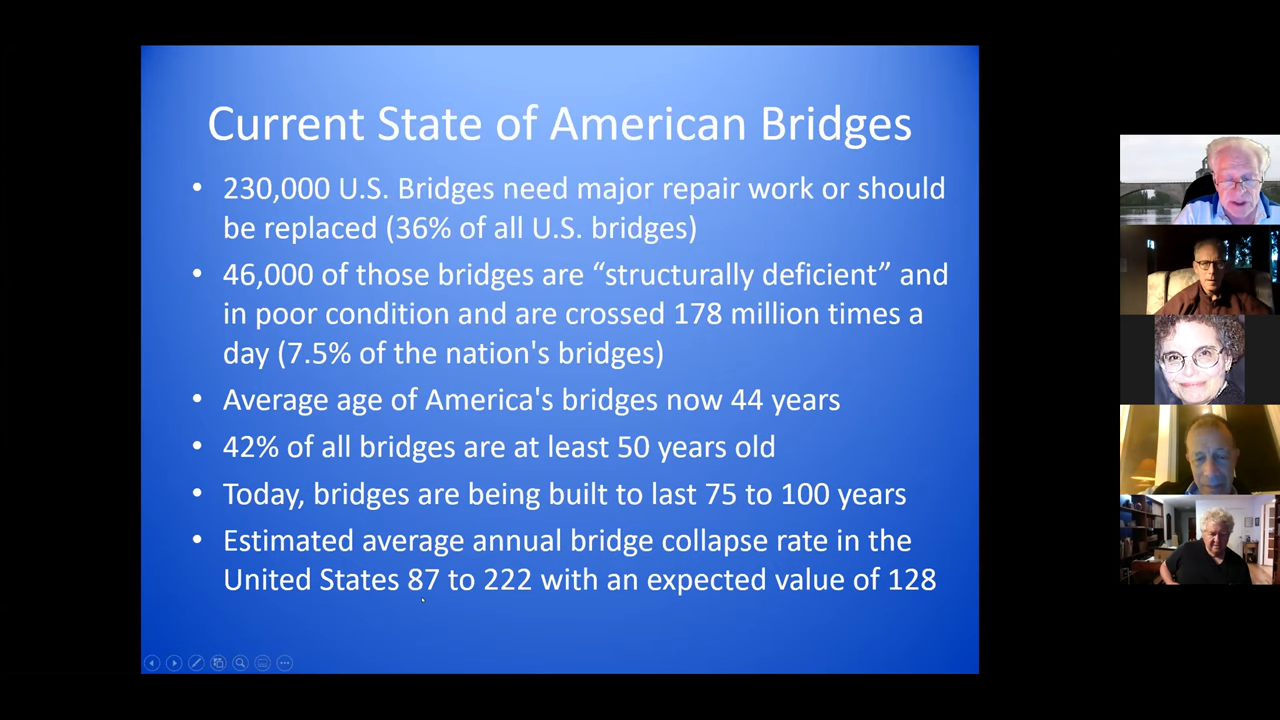 Current State of American Bridges
• 230,000 U.S. Bridges need major repair work or should
be replaced (36% of all U.S. bridges)
• 46,000 of those bridges are “structurally deficient” and
in poor condition and are crossed 178 million times a
day (7.5% of the nation's bridges)
• Average age of America's bridges now 44 years
• 42% of all bridges are at least 50 years old
• Today, bridges are being built to last 75 to 100 years
• Estimated average annual bridge collapse rate in the
United States 87 to 222 with an expected value of 128